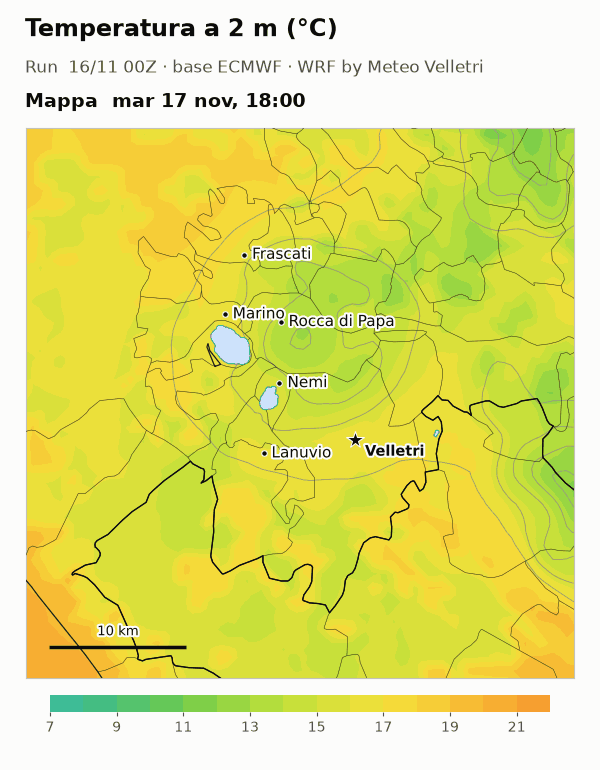 Temperatura a 2 m (°C)
Run  16/11 00Z · base ECMWF · WRF by Meteo Velletri
Mappa  mar 17 nov, 18:00
Frascati
Marino
Rocca di Papa
Nemi
Velletri
Lanuvio
10 km
7 9 11 13 15 17 19 21